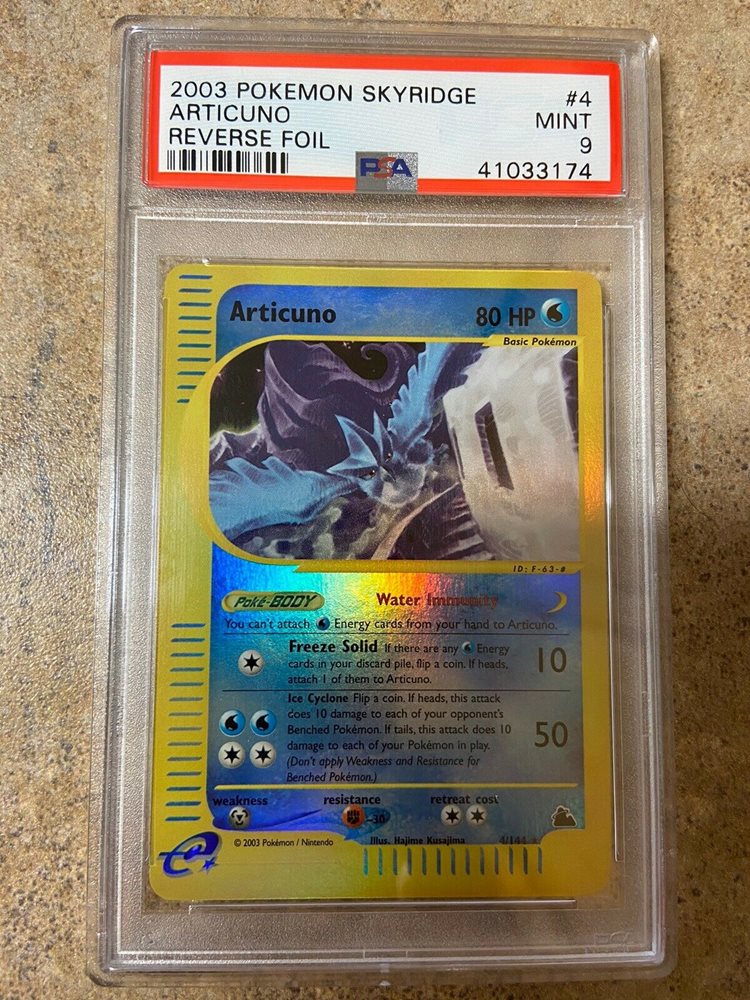 2003 POKEMON SKYRIDGE #4
ARTICUNO MINT
REVERSE FOIL 9
PSA 41033174
Articuno 80 HP
Basic Pokémon
ID: F-63-#
Poké-BODY Water Immunity
You can't attach Energy cards from your hand to Articuno.
Freeze Solid If there are any Energy
cards in your discard pile, flip a coin. If heads, 10
attach 1 of them to Articuno.
Ice Cyclone Flip a coin. If heads, this attack
does 10 damage to each of your opponent's
Benched Pokémon. If tails, this attack does 10 50
damage to each of your Pokémon in play.
(Don't apply Weakness and Resistance for
Benched Pokémon.)
weakness resistance retreat cost
-30
© 2003 Pokémon / Nintendo Illus. Hajime Kusajima 4/144 ★
e